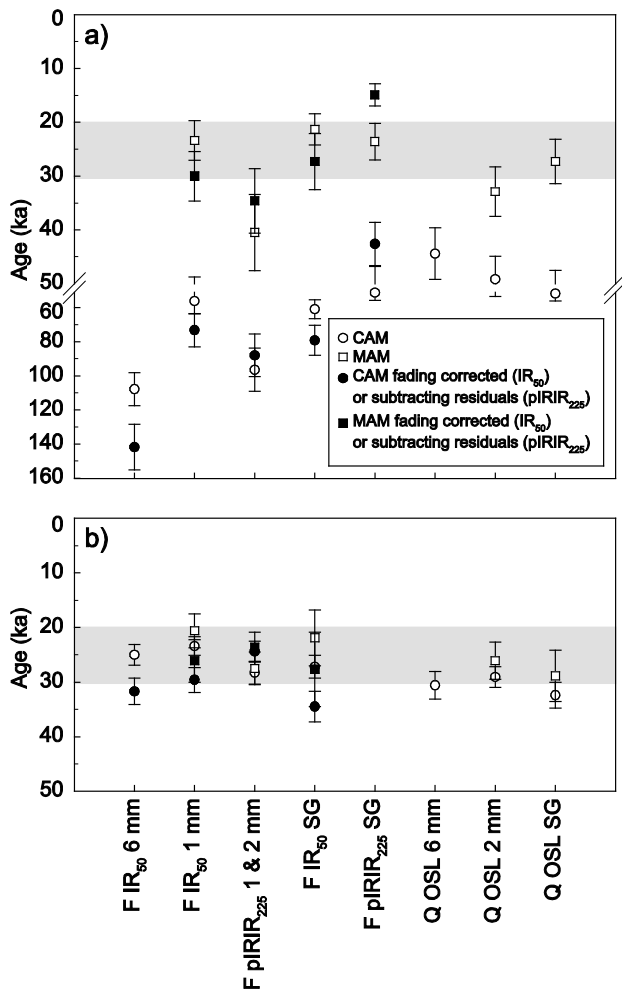 a)
0
10
20
30
40
50
60
80
100
120
140
160
Age (ka)
CAM
MAM
CAM fading corrected (IR₅₀)
or subtracting residuals (pIRIR₂₂₅)
MAM fading corrected (IR₅₀)
or subtracting residuals (pIRIR₂₂₅)
b)
0
10
20
30
40
50
Age (ka)
F IR₅₀ 6 mm
F IR₅₀ 1 mm
F pIRIR₂₂₅ 1 & 2 mm
F IR₅₀ SG
F pIRIR₂₂₅ SG
Q OSL 6 mm
Q OSL 2 mm
Q OSL SG